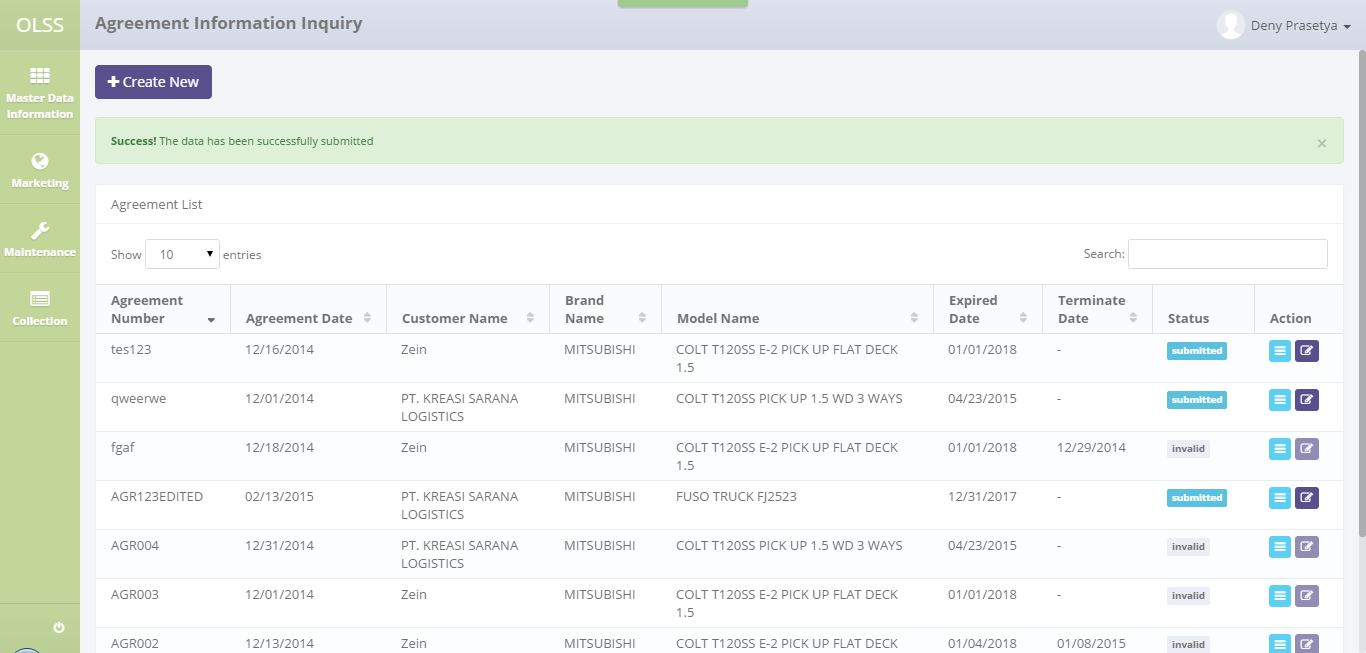 OLSS
Agreement Information Inquiry
Deny Prasetya
Master Data
Information
Marketing
Maintenance
Collection
Create New
Success! The data has been successfully submitted
×
Agreement List
Show 10 entries
Search:
Agreement Number Agreement Date Customer Name Brand Name Model Name Expired Date Terminate Date Status Action
tes123 12/16/2014 Zein MITSUBISHI COLT T120SS E-2 PICK UP FLAT DECK 1.5 01/01/2018 - submitted
qweerwe 12/01/2014 PT. KREASI SARANA LOGISTICS MITSUBISHI COLT T120SS PICK UP 1.5 WD 3 WAYS 04/23/2015 - submitted
fgaf 12/18/2014 Zein MITSUBISHI COLT T120SS E-2 PICK UP FLAT DECK 1.5 01/01/2018 12/29/2014 invalid
AGR123EDITED 02/13/2015 PT. KREASI SARANA LOGISTICS MITSUBISHI FUSO TRUCK FJ2523 12/31/2017 - submitted
AGR004 12/31/2014 PT. KREASI SARANA LOGISTICS MITSUBISHI COLT T120SS PICK UP 1.5 WD 3 WAYS 04/23/2015 - invalid
AGR003 12/01/2014 Zein MITSUBISHI COLT T120SS E-2 PICK UP FLAT DECK 1.5 01/01/2018 - invalid
AGR002 12/13/2014 Zein MITSUBISHI COLT T120SS E-2 PICK UP FLAT DECK 01/04/2018 01/08/2015 invalid